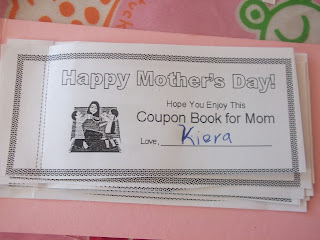 Happy Mother's Day!
Hope You Enjoy This
Coupon Book for Mom
Love, Kiera